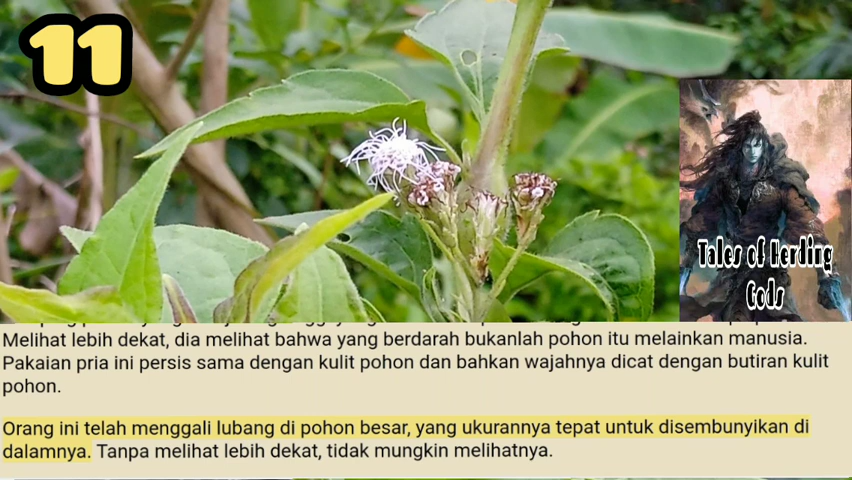 11
Tales of Herding
Gods
Melihat lebih dekat, dia melihat bahwa yang berdarah bukanlah pohon itu melainkan manusia.
Pakaian pria ini persis sama dengan kulit pohon dan bahkan wajahnya dicat dengan butiran kulit
pohon.
Orang ini telah menggali lubang di pohon besar, yang ukurannya tepat untuk disembunyikan di
dalamnya. Tanpa melihat lebih dekat, tidak mungkin melihatnya.